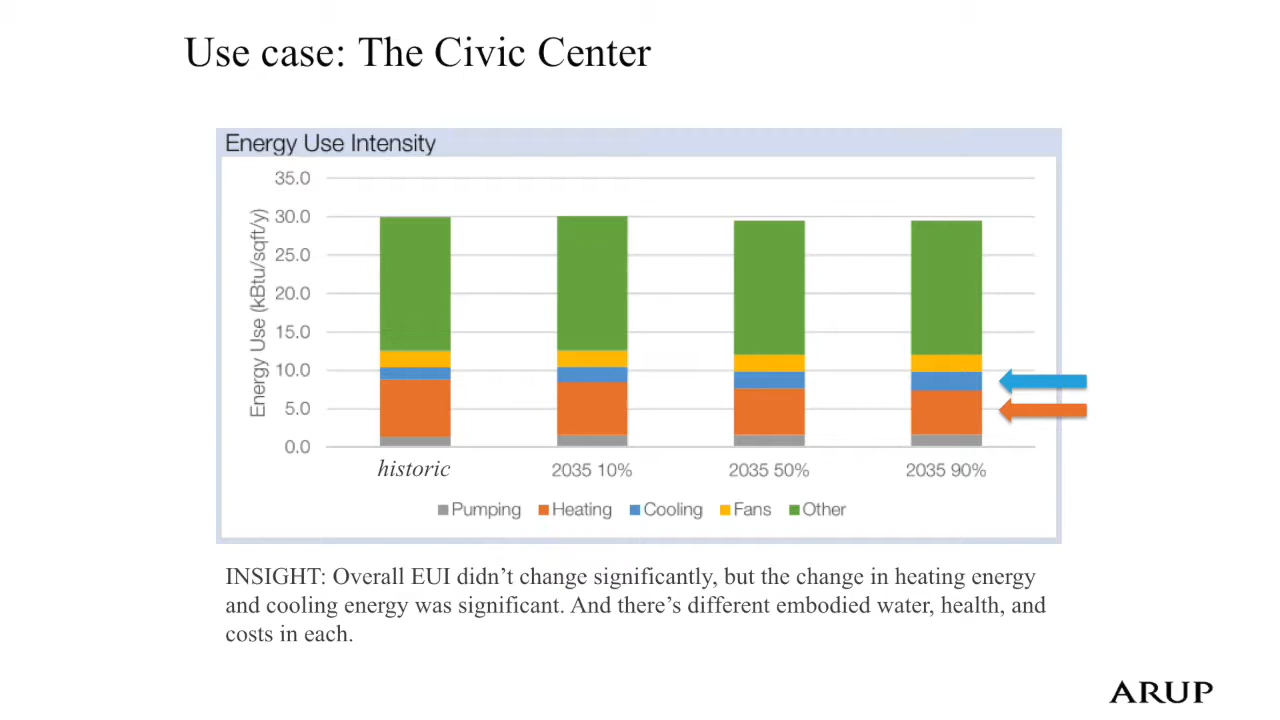 Use case: The Civic Center
Energy Use Intensity
Energy Use (kBtu/sqft/y)
35.0
30.0
25.0
20.0
15.0
10.0
5.0
0.0
historic 2035 10% 2035 50% 2035 90%
Pumping Heating Cooling Fans Other
INSIGHT: Overall EUI didn’t change significantly, but the change in heating energy
and cooling energy was significant. And there’s different embodied water, health, and
costs in each.
ARUP